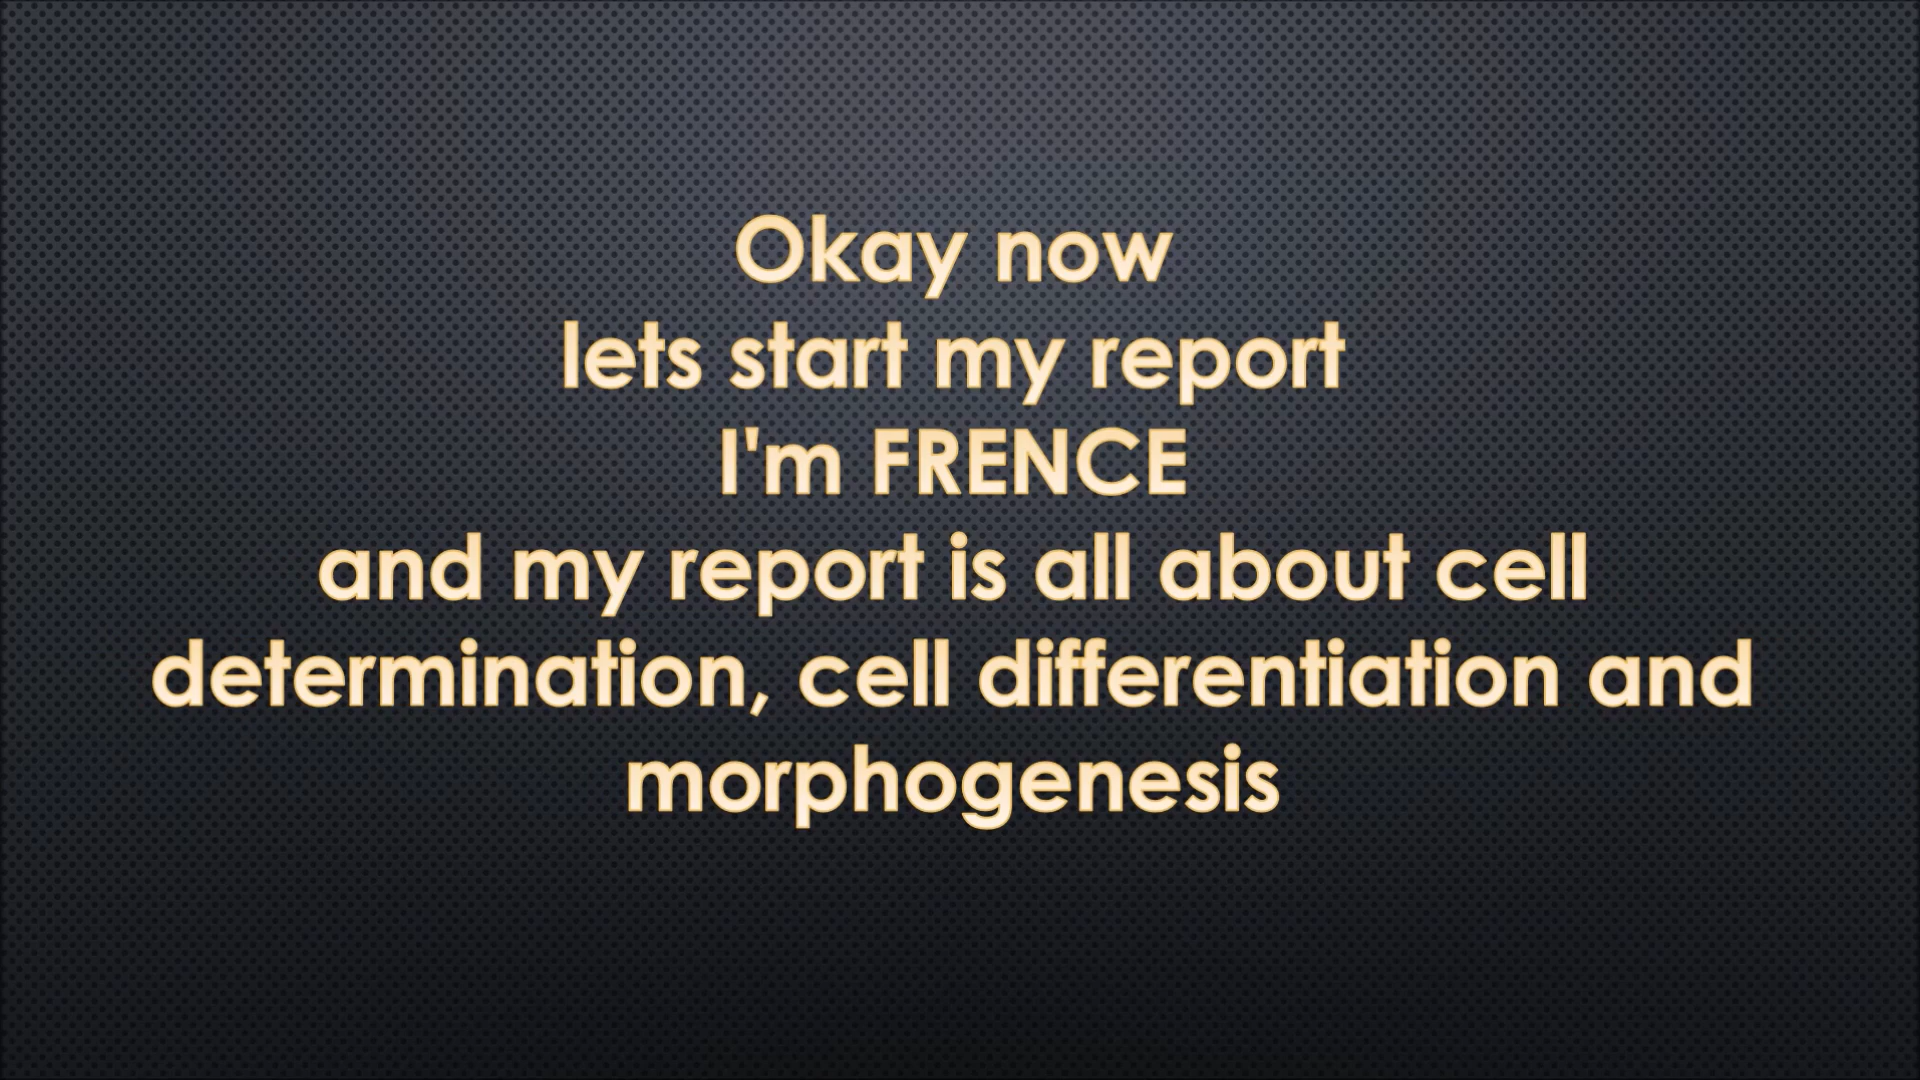 Okay now
lets start my report
I'm FRENCE
and my report is all about cell
determination, cell differentiation and
morphogenesis